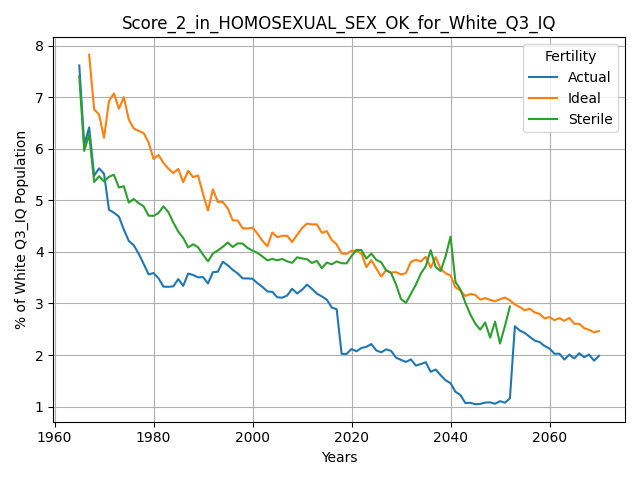 Score_2_in_HOMOSEXUAL_SEX_OK_for_White_Q3_IQ
Fertility
Actual
Ideal
Sterile
% of White Q3_IQ Population
8
7
6
5
4
3
2
1
1960 1980 2000 2020 2040 2060
Years